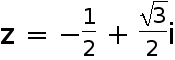 z = −1/2 + √3/2 i